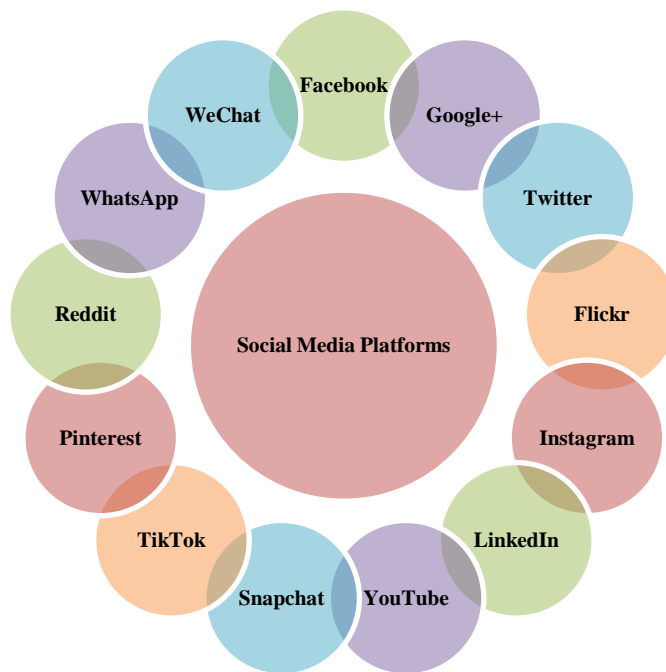 Facebook
Google+
Twitter
Flickr
Instagram
LinkedIn
YouTube
Snapchat
TikTok
Pinterest
Reddit
WhatsApp
WeChat
Social Media Platforms